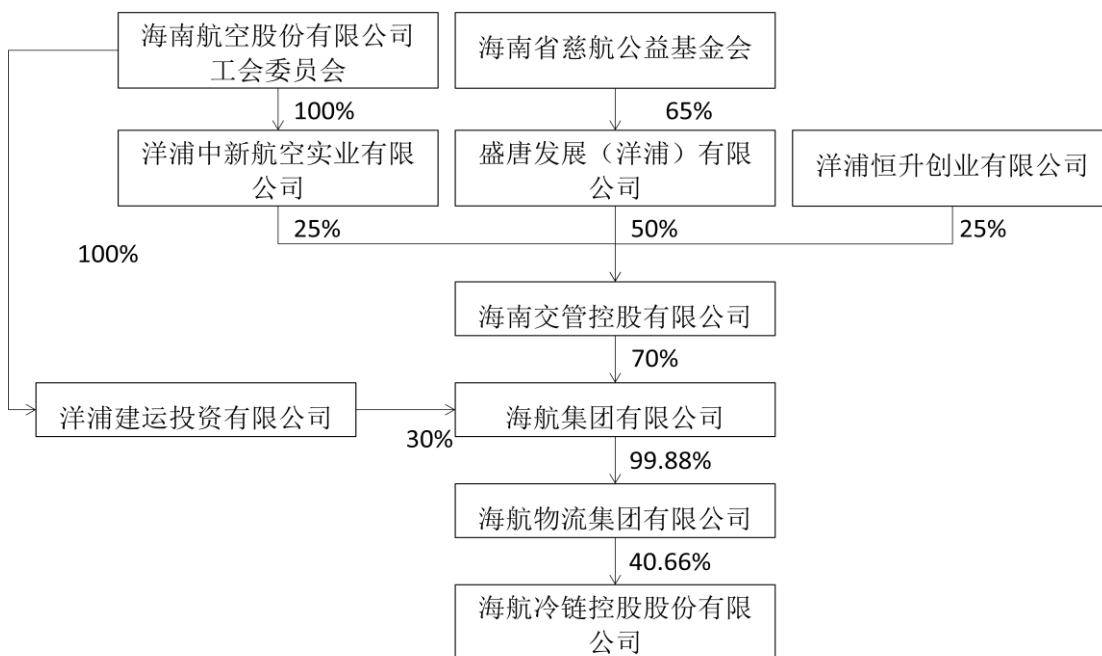 海南航空股份有限公司
工会委员会
海南省慈航公益基金会
100%
65%
洋浦中新航空实业有限
公司
盛唐发展（洋浦）有限
公司
洋浦恒升创业有限公司
25%
50%
25%
100%
海南交管控股有限公司
70%
洋浦建运投资有限公司
30%
海航集团有限公司
99.88%
海航物流集团有限公司
40.66%
海航冷链控股股份有限
公司